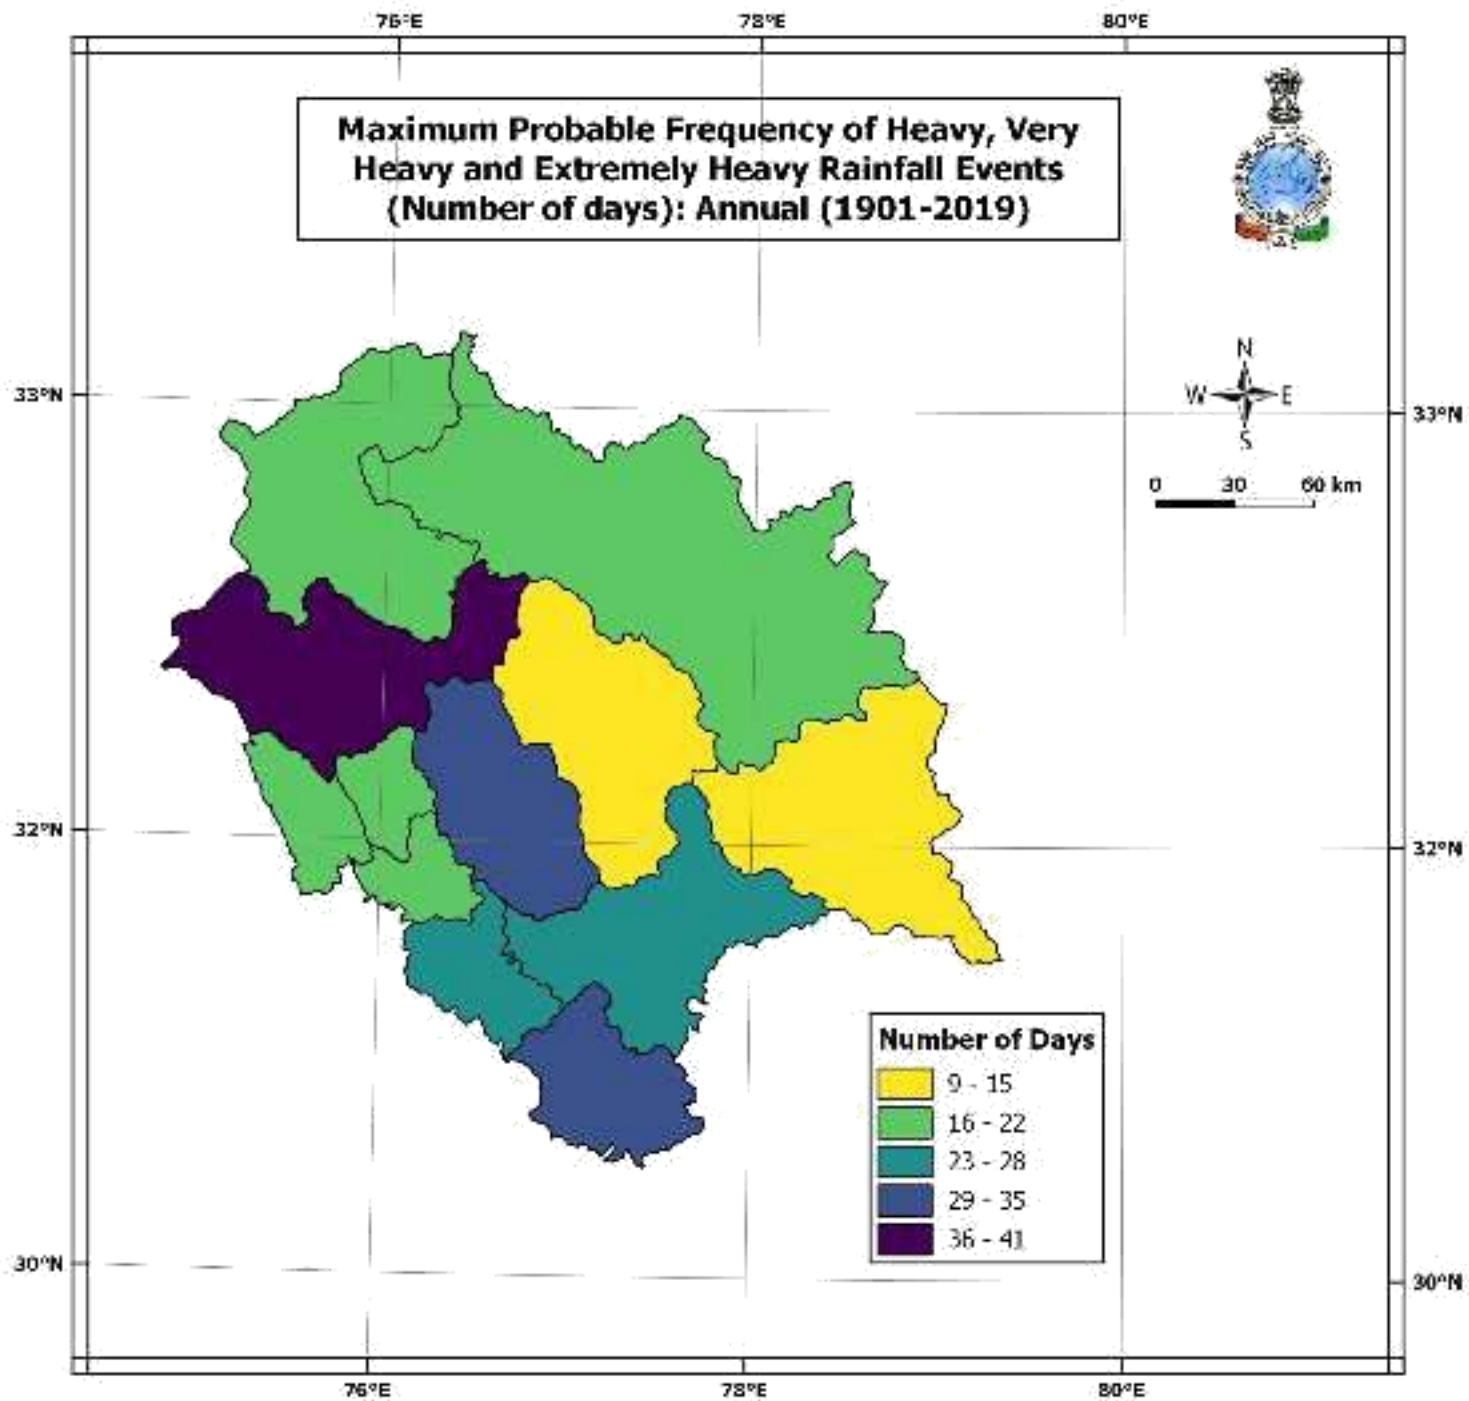 76°E 78°E 80°E
Maximum Probable Frequency of Heavy, Very
Heavy and Extremely Heavy Rainfall Events
(Number of days): Annual (1901-2019)
N
W E
S
33°N
33°N
0 30 60 km
32°N
32°N
Number of Days
9 - 15
16 - 22
23 - 28
29 - 35
36 - 41
30°N
30°N
76°E 78°E 80°E